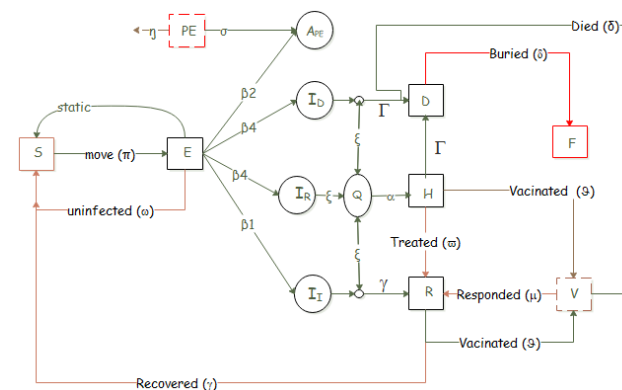 Died (δ)
η
PE
σ
A_PE
Buried (δ)
β2
I_D
Γ
D
static
β4
ξ
F
S
move (π)
E
Γ
β4
I_R
ξ
Q
α
H
Vacinated (ϑ)
uninfected (ω)
β1
Treated (ϖ)
ξ
I_I
γ
R
Responded (μ)
V
Vacinated (ϑ)
Recovered (γ)